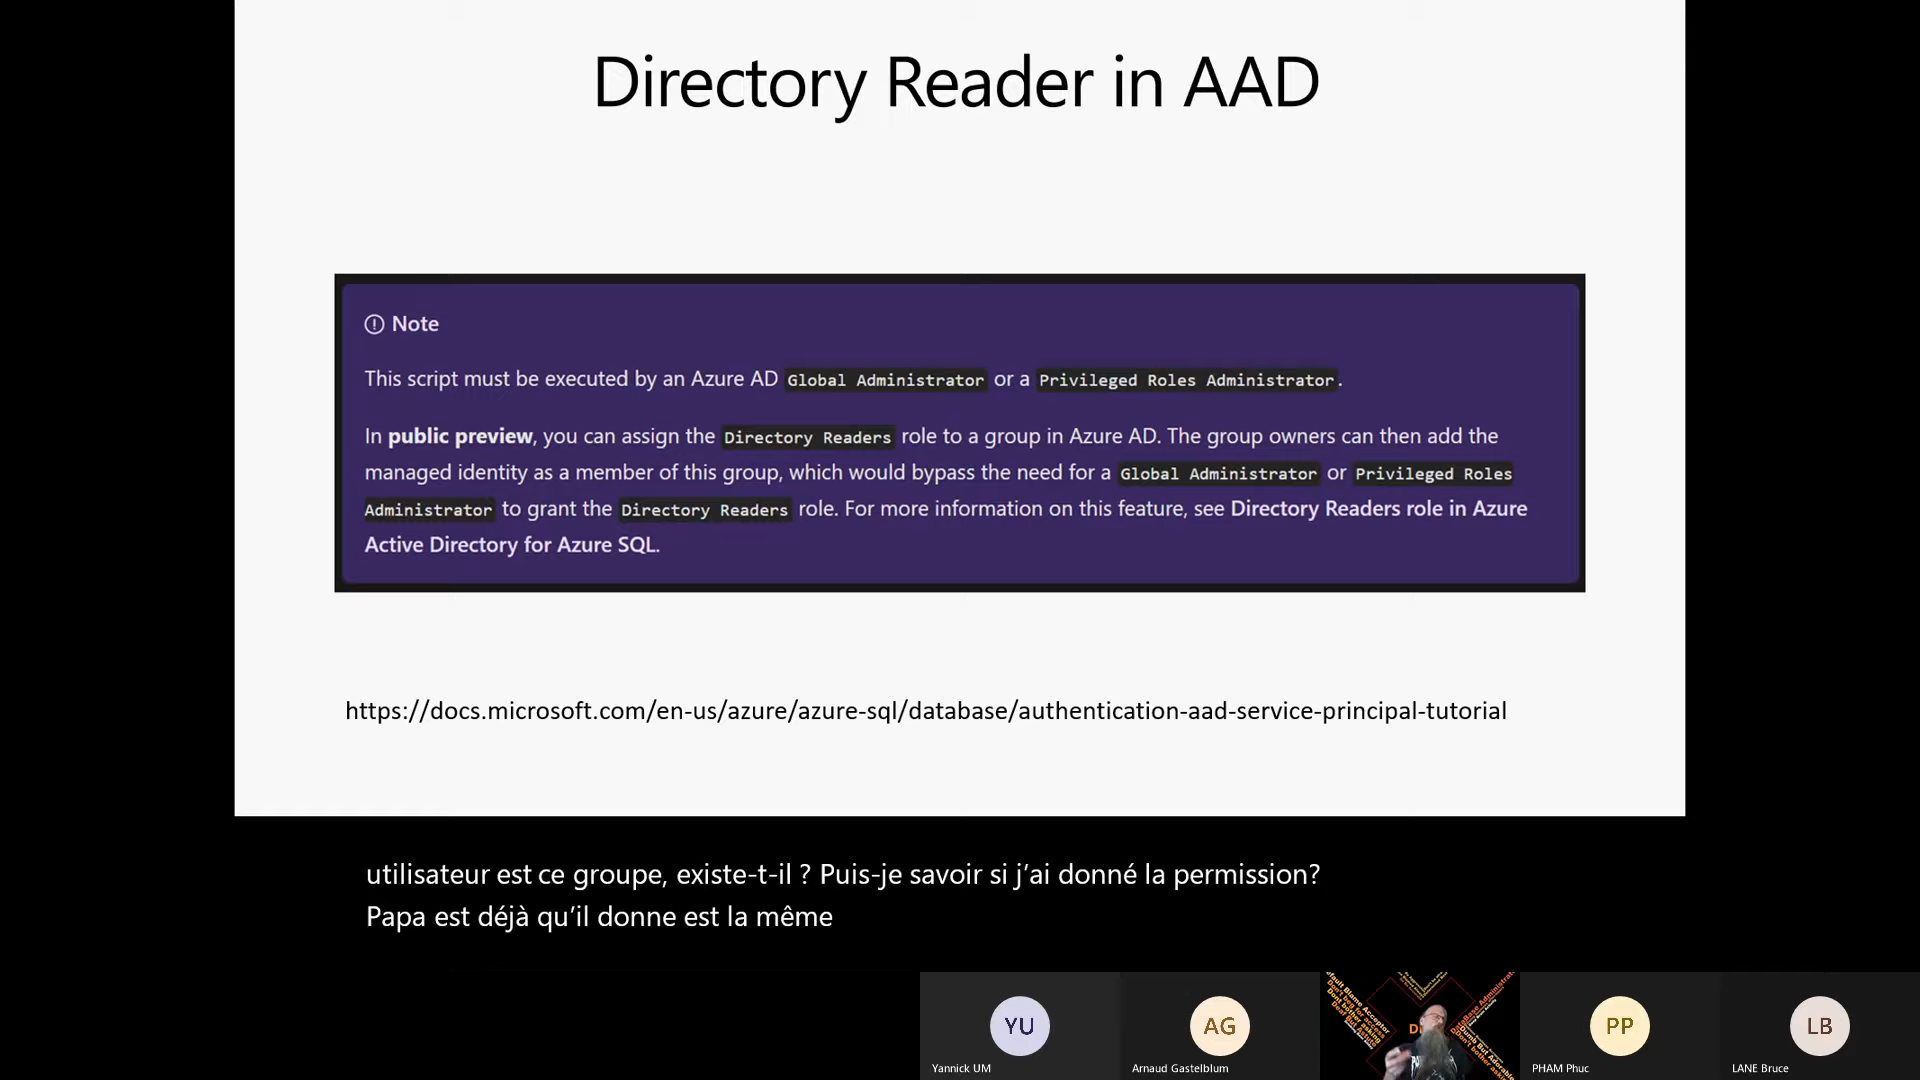 Directory Reader in AAD
Note
This script must be executed by an Azure AD Global Administrator or a Privileged Roles Administrator.
In public preview, you can assign the Directory Readers role to a group in Azure AD. The group owners can then add the
managed identity as a member of this group, which would bypass the need for a Global Administrator or Privileged Roles
Administrator to grant the Directory Readers role. For more information on this feature, see Directory Readers role in Azure
Active Directory for Azure SQL.
https://docs.microsoft.com/en-us/azure/azure-sql/database/authentication-aad-service-principal-tutorial
utilisateur est ce groupe, existe-t-il ? Puis-je savoir si j’ai donné la permission?
Papa est déjà qu’il donne est la même
YU
AG
PP
LB
Yannick UM
Arnaud Gastelblum
PHAM Phuc
LANE Bruce